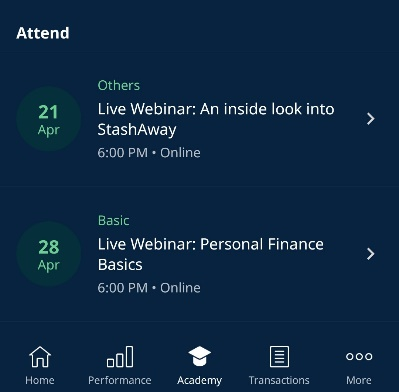 Attend
Others
21
Apr
Live Webinar: An inside look into
StashAway
6:00 PM • Online
Basic
28
Apr
Live Webinar: Personal Finance
Basics
6:00 PM • Online
Home
Performance
Academy
Transactions
More